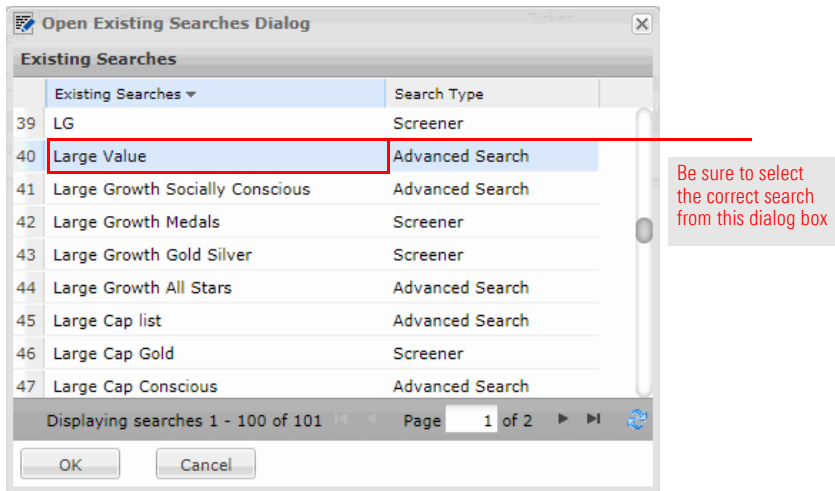 Open Existing Searches Dialog
Ticker
Existing Searches
Existing Searches Search Type
39 LG Screener
40 Large Value Advanced Search
41 Large Growth Socially Conscious Advanced Search
42 Large Growth Medals Screener
43 Large Growth Gold Silver Screener
44 Large Growth All Stars Advanced Search
45 Large Cap list Advanced Search
46 Large Cap Gold Screener
47 Large Cap Conscious Advanced Search
Displaying searches 1 - 100 of 101 Page 1 of 2
OK Cancel
Be sure to select
the correct search
from this dialog box